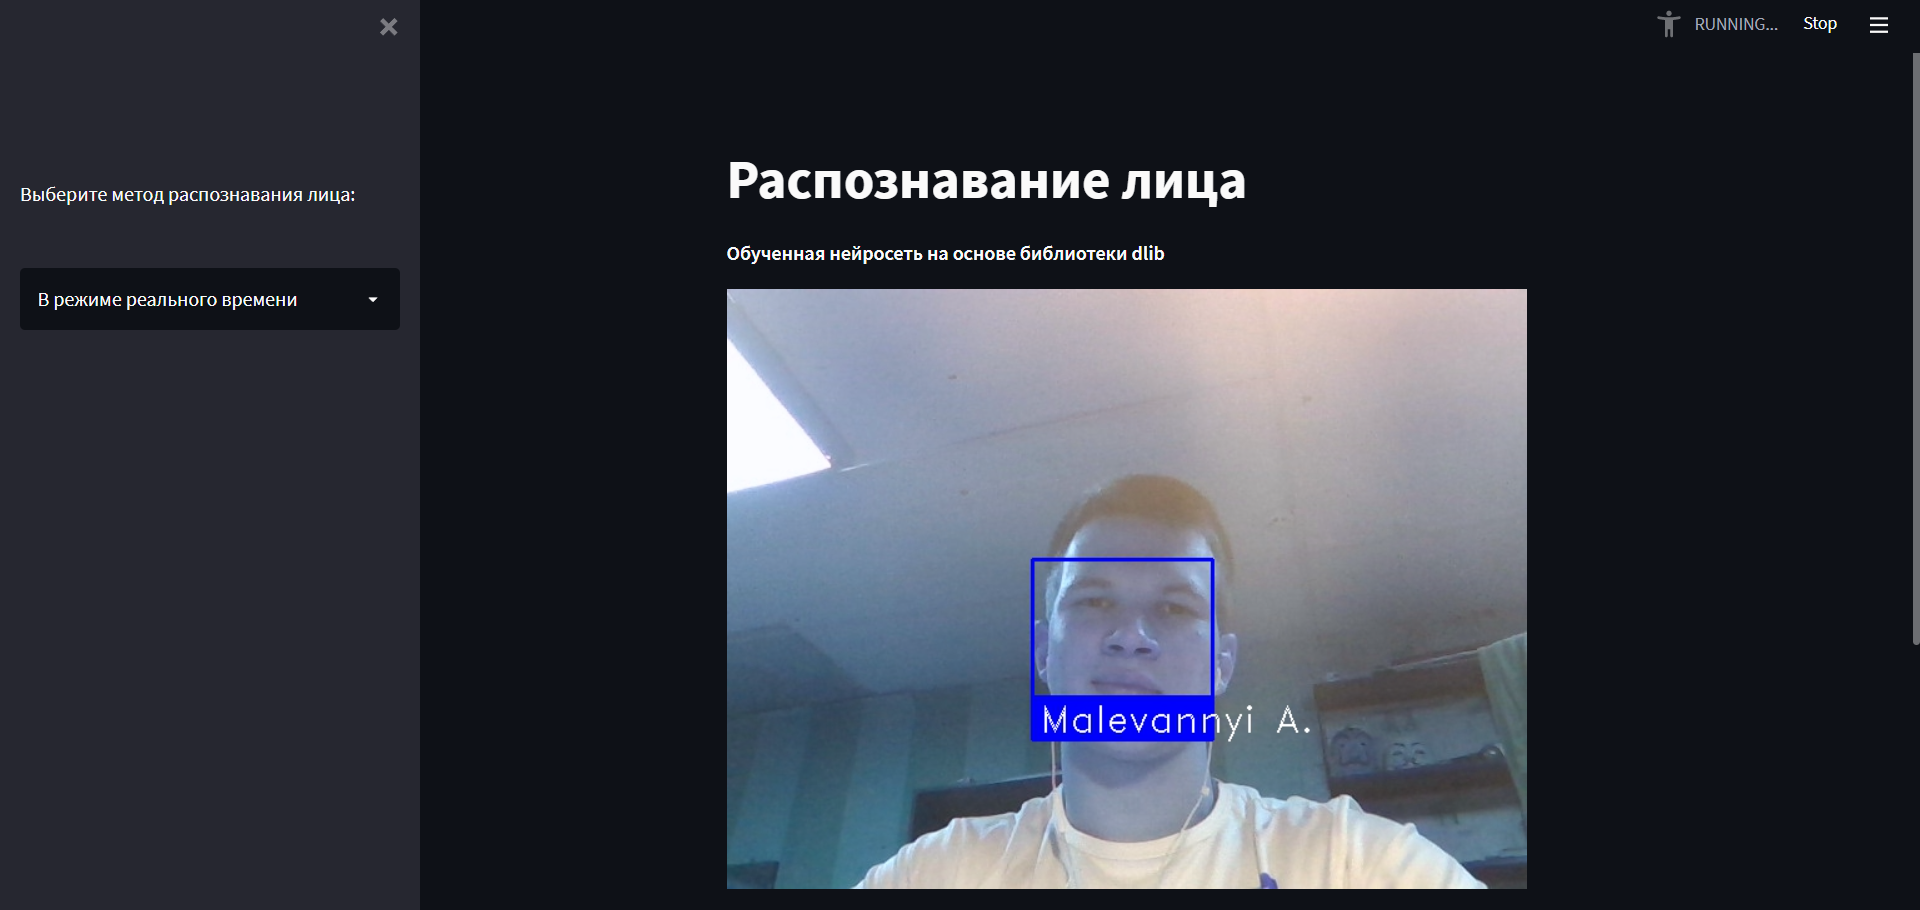 RUNNING...
Stop
Выберите метод распознавания лица:
В режиме реального времени
Распознавание лица
Обученная нейросеть на основе библиотеки dlib
Malevannyi A.